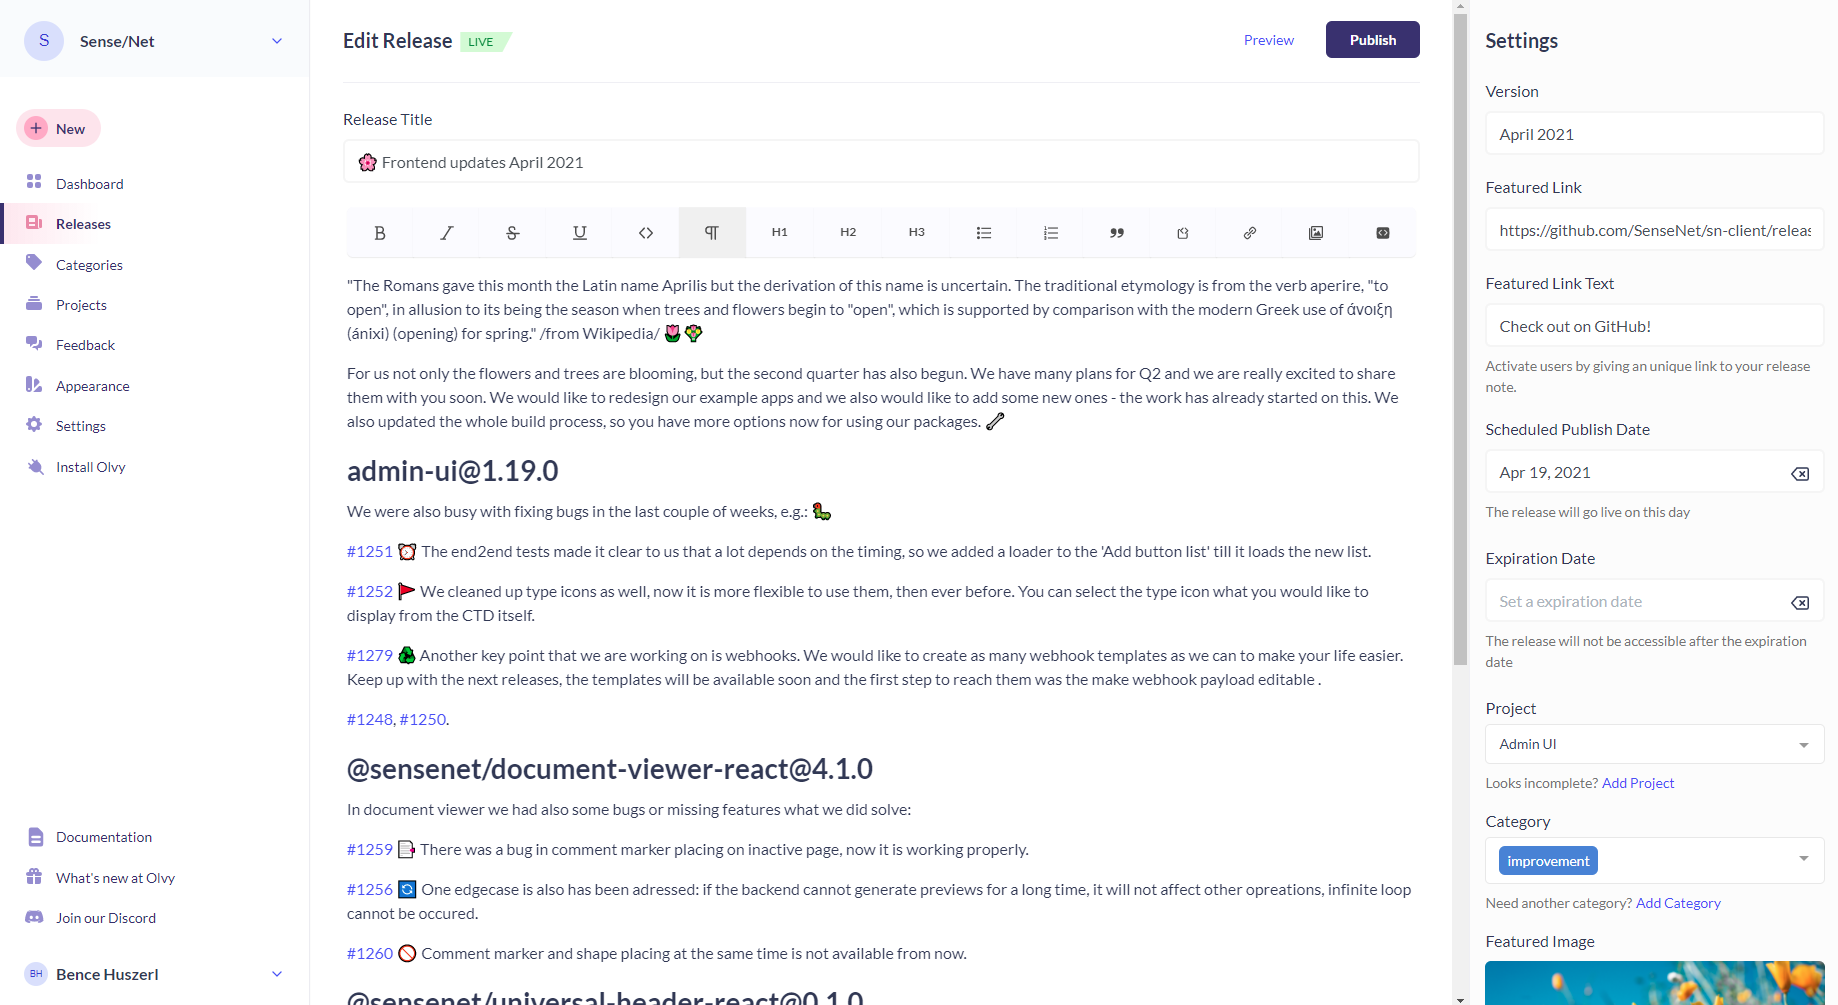 S
Sense/Net
New
Dashboard
Releases
Categories
Projects
Feedback
Appearance
Settings
Install Olvy
Documentation
What's new at Olvy
Join our Discord
BH
Bence Huszerl
Edit Release
LIVE
Preview
Publish
Release Title
🌸 Frontend updates April 2021
B I S U <> ¶ H1 H2 H3
"The Romans gave this month the Latin name Aprilis but the derivation of this name is uncertain. The traditional etymology is from the verb aperire, "to
open", in allusion to its being the season when trees and flowers begin to "open", which is supported by comparison with the modern Greek use of άνοιξη
(ánixi) (opening) for spring." /from Wikipedia/ 🌷💐
For us not only the flowers and trees are blooming, but the second quarter has also begun. We have many plans for Q2 and we are really excited to share
them with you soon. We would like to redesign our example apps and we also would like to add some new ones - the work has already started on this. We
also updated the whole build process, so you have more options now for using our packages. 🔧
admin-ui@1.19.0
We were also busy with fixing bugs in the last couple of weeks, e.g.: 🐛
#1251 ⏰ The end2end tests made it clear to us that a lot depends on the timing, so we added a loader to the 'Add button list' till it loads the new list.
#1252 🚩 We cleaned up type icons as well, now it is more flexible to use them, then ever before. You can select the type icon what you would like to
display from the CTD itself.
#1279 ♻ Another key point that we are working on is webhooks. We would like to create as many webhook templates as we can to make your life easier.
Keep up with the next releases, the templates will be available soon and the first step to reach them was the make webhook payload editable .
#1248, #1250.
@sensenet/document-viewer-react@4.1.0
In document viewer we had also some bugs or missing features what we did solve:
#1259 📑 There was a bug in comment marker placing on inactive page, now it is working properly.
#1256 🔄 One edgecase is also has been adressed: if the backend cannot generate previews for a long time, it will not affect other opreations, infinite loop
cannot be occured.
#1260 🚫 Comment marker and shape placing at the same time is not available from now.
@sensenet/universal-header-react@0.1.0
Settings
Version
April 2021
Featured Link
https://github.com/SenseNet/sn-client/releas
Featured Link Text
Check out on GitHub!
Activate users by giving an unique link to your release
note.
Scheduled Publish Date
Apr 19, 2021
The release will go live on this day
Expiration Date
Set a expiration date
The release will not be accessible after the expiration
date
Project
Admin UI
Looks incomplete? Add Project
Category
improvement
Need another category? Add Category
Featured Image